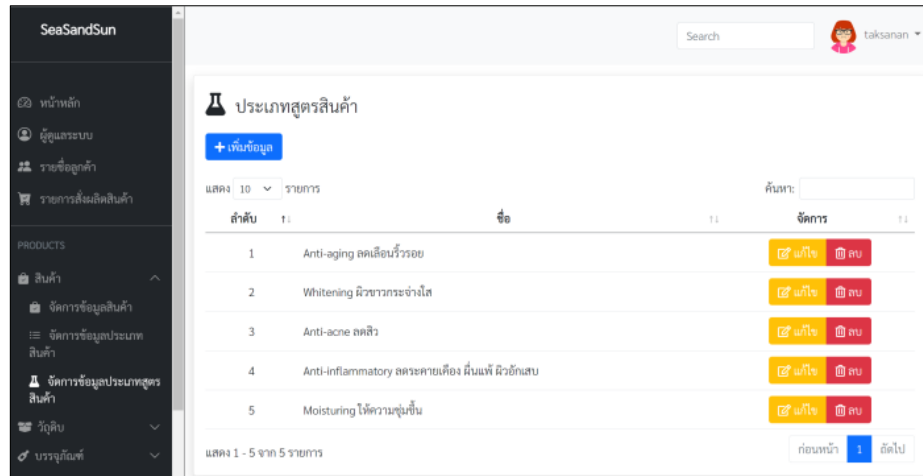 SeaSandSun
หน้าหลัก
ผู้ดูแลระบบ
รายชื่อลูกค้า
รายการสั่งผลิตสินค้า
PRODUCTS
สินค้า
จัดการข้อมูลสินค้า
จัดการข้อมูลประเภท
สินค้า
จัดการข้อมูลประเภทสูตร
สินค้า
วัถุดิบ
บรรจุภัณฑ์
Search
taksanan
ประเภทสูตรสินค้า
เพิ่มข้อมูล
แสดง 10 รายการ ค้นหา:
ลำดับ ชื่อ จัดการ
1 Anti-aging ลดเลือนริ้วรอย แก้ไข ลบ
2 Whitening ผิวขาวกระจ่างใส แก้ไข ลบ
3 Anti-acne ลดสิว แก้ไข ลบ
4 Anti-inflammatory ลดระคายเคือง ผื่นแพ้ ผิวอักเสบ แก้ไข ลบ
5 Moisturing ให้ความชุ่มชื้น แก้ไข ลบ
แสดง 1 - 5 จาก 5 รายการ ก่อนหน้า 1 ถัดไป